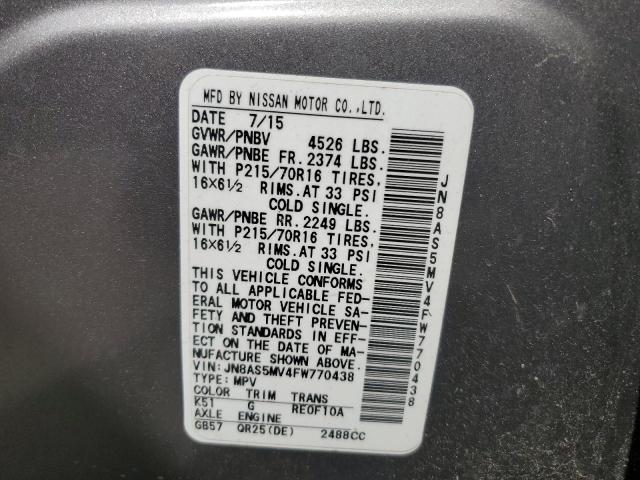 MFD BY NISSAN MOTOR CO.,LTD.
DATE 7/15
GVWR/PNBV 4526 LBS.
GAWR/PNBE FR. 2374 LBS.
WITH P215/70R16 TIRES,
16×6½ RIMS.AT 33 PSI
COLD SINGLE.
GAWR/PNBE RR. 2249 LBS.
WITH P215/70R16 TIRES,
16×6½ RIMS.AT 33 PSI
COLD SINGLE.
THIS VEHICLE CONFORMS
TO ALL APPLICABLE FED-
ERAL MOTOR VEHICLE SA-
FETY AND THEFT PREVEN-
TION STANDARDS IN EFF-
ECT ON THE DATE OF MA-
NUFACTURE SHOWN ABOVE.
VIN: JN8AS5MV4FW770438
TYPE: MPV
COLOR TRIM TRANS
K51 G RE0F10A
AXLE ENGINE
GB57 QR25(DE) 2488CC
JN8AS5MV4FW770438